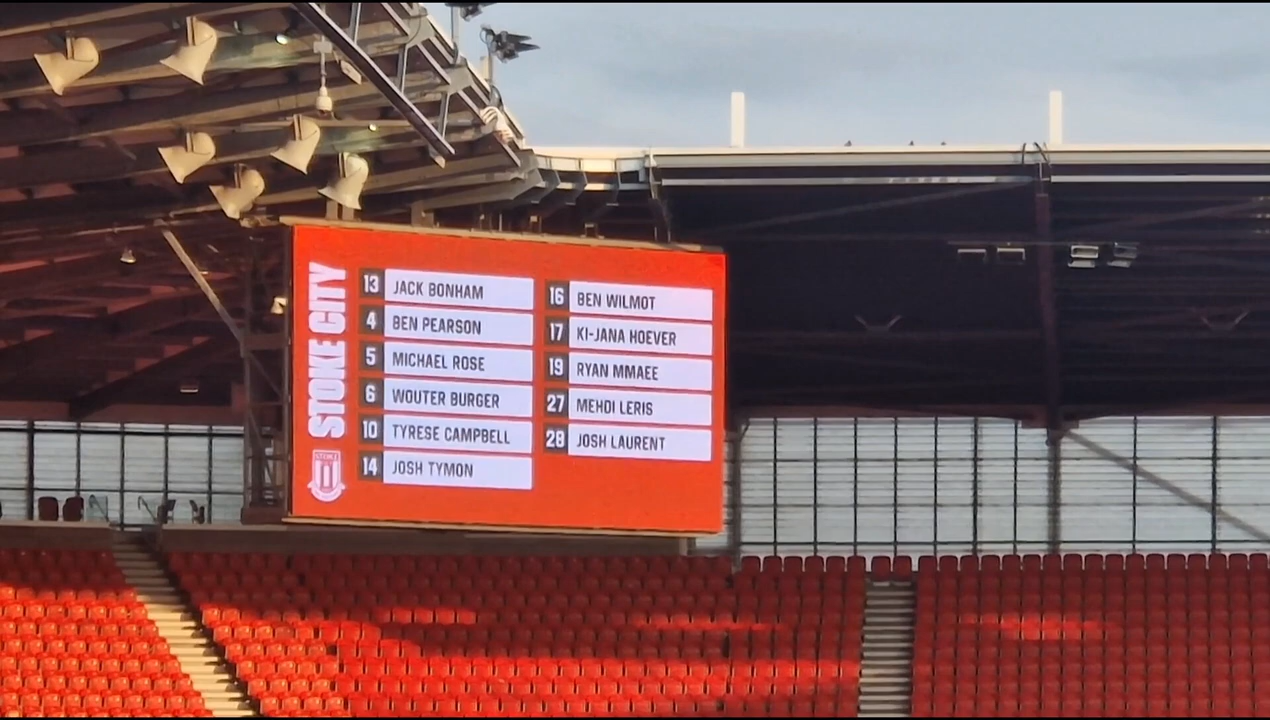 STOKE CITY
13 JACK BONHAM
4 BEN PEARSON
5 MICHAEL ROSE
6 WOUTER BURGER
10 TYRESE CAMPBELL
14 JOSH TYMON
16 BEN WILMOT
17 KI-JANA HOEVER
19 RYAN MMAEE
27 MEHDI LERIS
28 JOSH LAURENT
STOKE